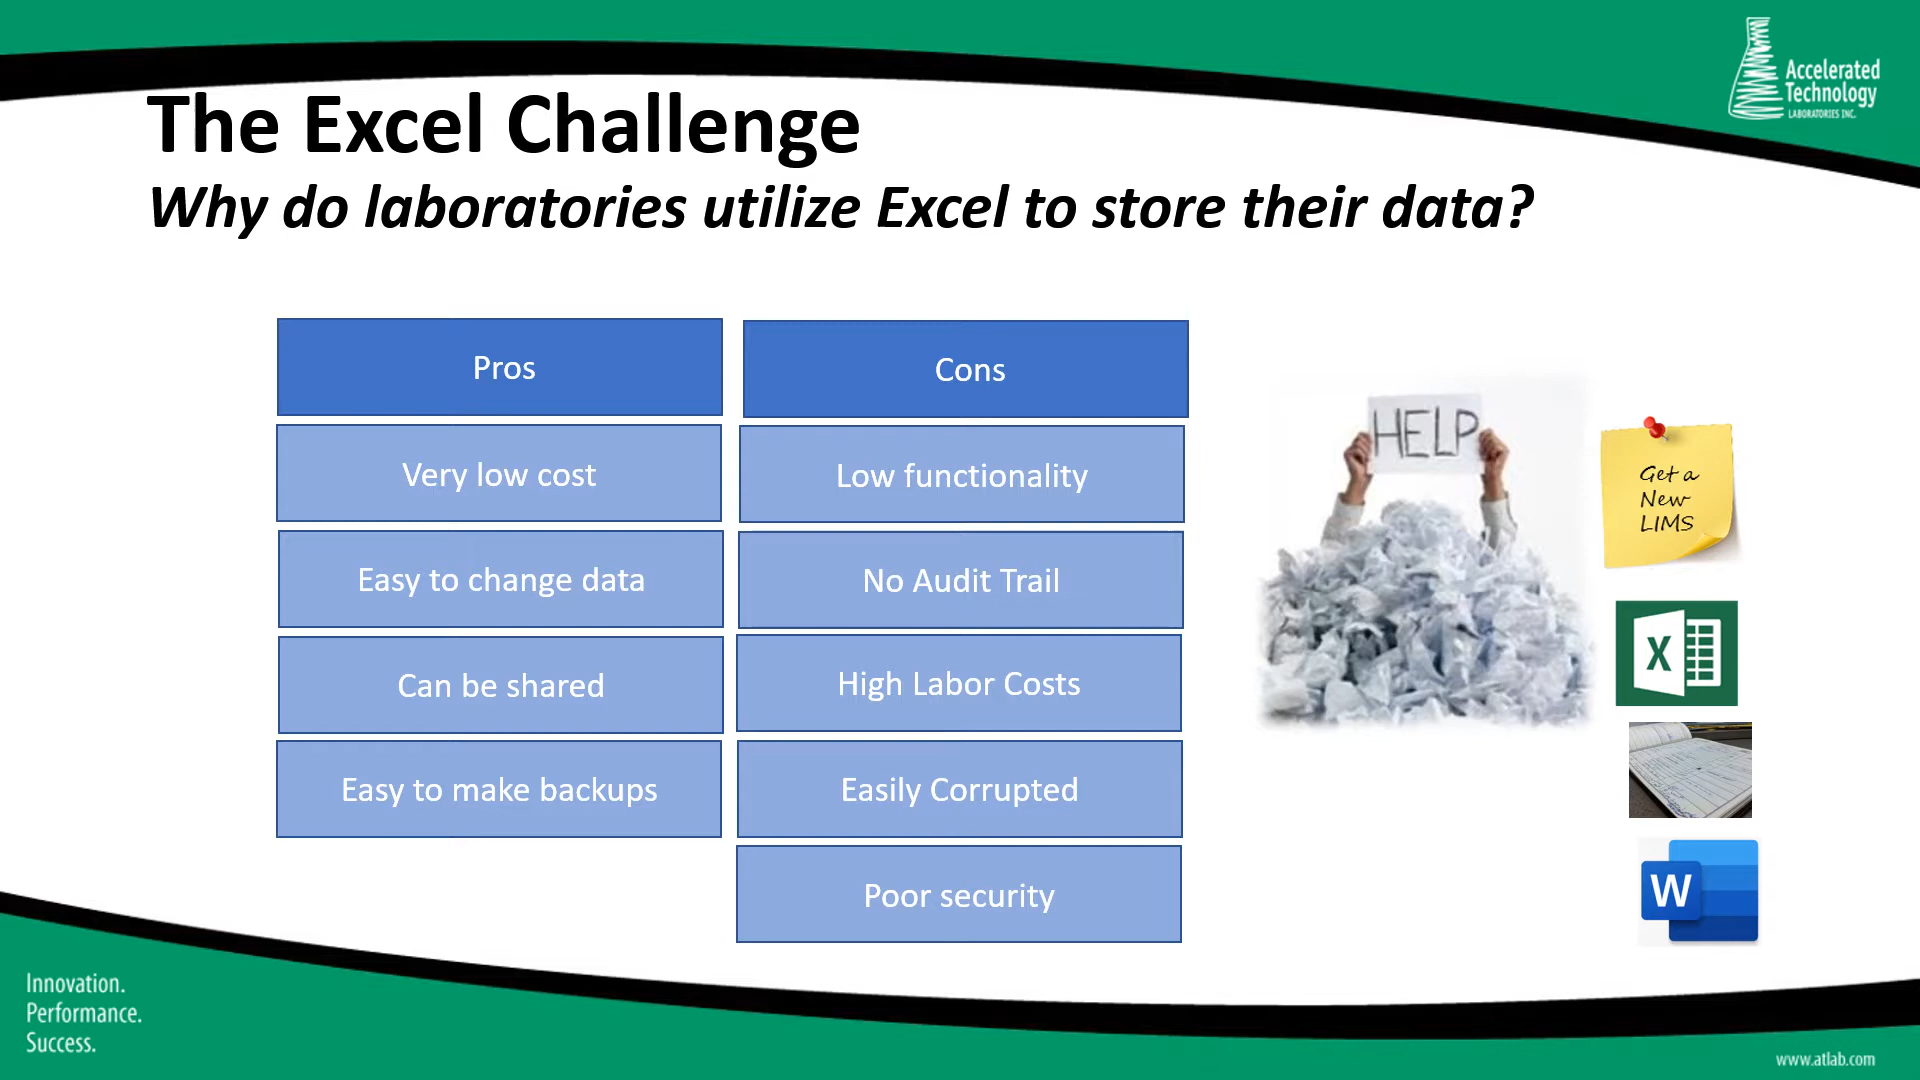 Accelerated
Technology
LABORATORIES INC.
The Excel Challenge
Why do laboratories utilize Excel to store their data?
Pros
Cons
Very low cost
Low functionality
Easy to change data
No Audit Trail
Can be shared
High Labor Costs
Easy to make backups
Easily Corrupted
Poor security
HELP
Get a
New
LIMS
X
W
Innovation.
Performance.
Success.
www.atlab.com